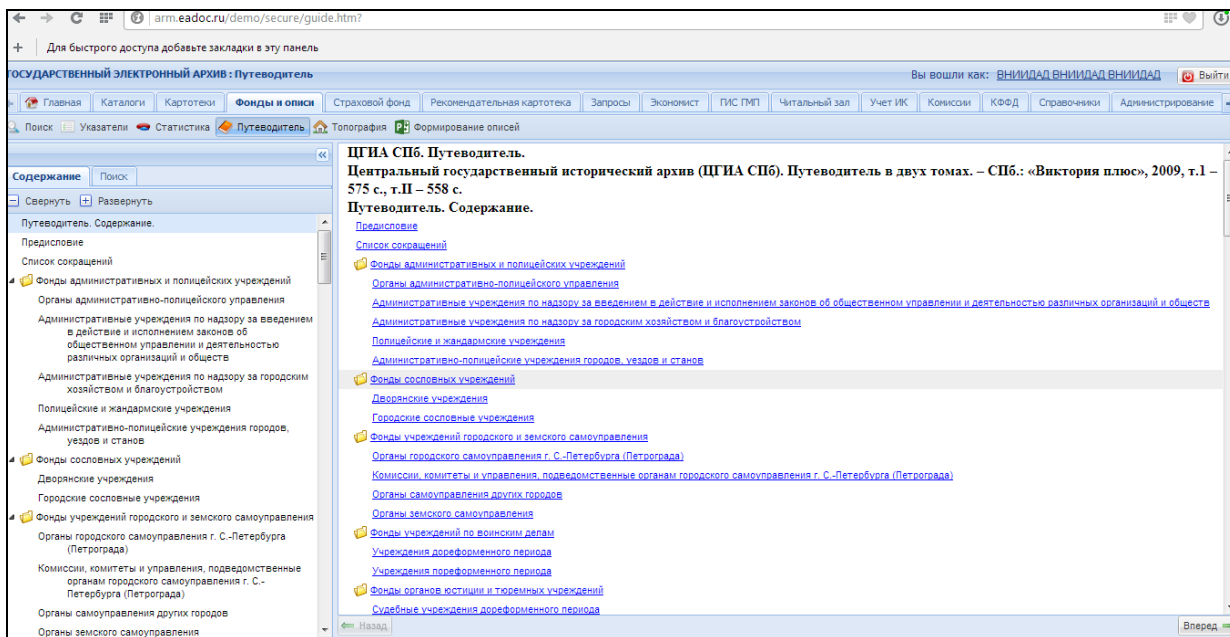 arm.eadoc.ru/demo/secure/guide.htm?
+ Для быстрого доступа добавьте закладки в эту панель
ГОСУДАРСТВЕННЫЙ ЭЛЕКТРОННЫЙ АРХИВ : Путеводитель
Вы вошли как: ВНИИДАД ВНИИДАД ВНИИДАД Выйти
Главная Каталоги Картотеки Фонды и описи Страховой фонд Рекомендательная картотека Запросы Экономист ГИС ГМП Читальный зал Учет ИК Комиссии КФФД Справочники Администрирование
Поиск Указатели Статистика Путеводитель Топография Формирование описей
Содержание Поиск
Свернуть Развернуть
Путеводитель. Содержание.
Предисловие
Список сокращений
Фонды административных и полицейских учреждений
Органы административно-полицейского управления
Административные учреждения по надзору за введением
в действие и исполнением законов об
общественном управлении и деятельностью
различных организаций и обществ
Административные учреждения по надзору за городским
хозяйством и благоустройством
Полицейские и жандармские учреждения
Административно-полицейские учреждения городов,
уездов и станов
Фонды сословных учреждений
Дворянские учреждения
Городские сословные учреждения
Фонды учреждений городского и земского самоуправления
Органы городского самоуправления г. С.-Петербурга
(Петрограда)
Комиссии, комитеты и управления, подведомственные
органам городского самоуправления г. С.-
Петербурга (Петрограда)
Органы самоуправления других городов
Органы земского самоуправления
ЦГИА СПб. Путеводитель.
Центральный государственный исторический архив (ЦГИА СПб). Путеводитель в двух томах. – СПб.: «Виктория плюс», 2009, т.1 –
575 с., т.II – 558 с.
Путеводитель. Содержание.
Предисловие
Список сокращений
Фонды административных и полицейских учреждений
Органы административно-полицейского управления
Административные учреждения по надзору за введением в действие и исполнением законов об общественном управлении и деятельностью различных организаций и обществ
Административные учреждения по надзору за городским хозяйством и благоустройством
Полицейские и жандармские учреждения
Административно-полицейские учреждения городов, уездов и станов
Фонды сословных учреждений
Дворянские учреждения
Городские сословные учреждения
Фонды учреждений городского и земского самоуправления
Органы городского самоуправления г. С.-Петербурга (Петрограда)
Комиссии, комитеты и управления, подведомственные органам городского самоуправления г. С.-Петербурга (Петрограда)
Органы самоуправления других городов
Органы земского самоуправления
Фонды учреждений по воинским делам
Учреждения дореформенного периода
Учреждения пореформенного периода
Фонды органов юстиции и тюремных учреждений
Судебные учреждения дореформенного периода
Назад Вперед